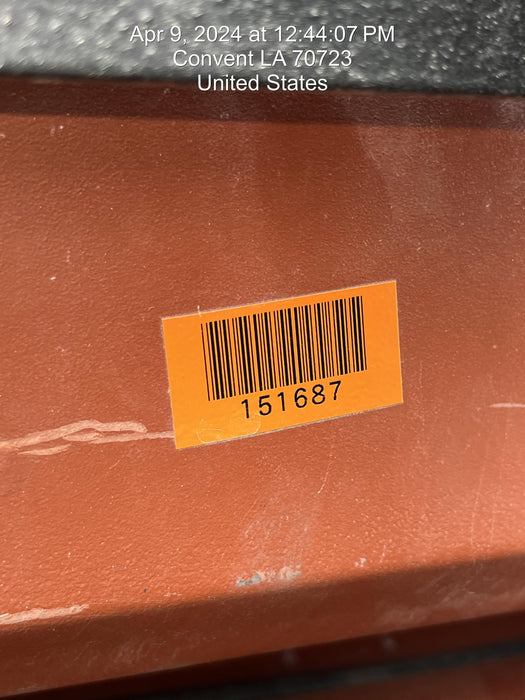 Apr 9, 2024 at 12:44:07 PM
Convent LA 70723
United States
151687